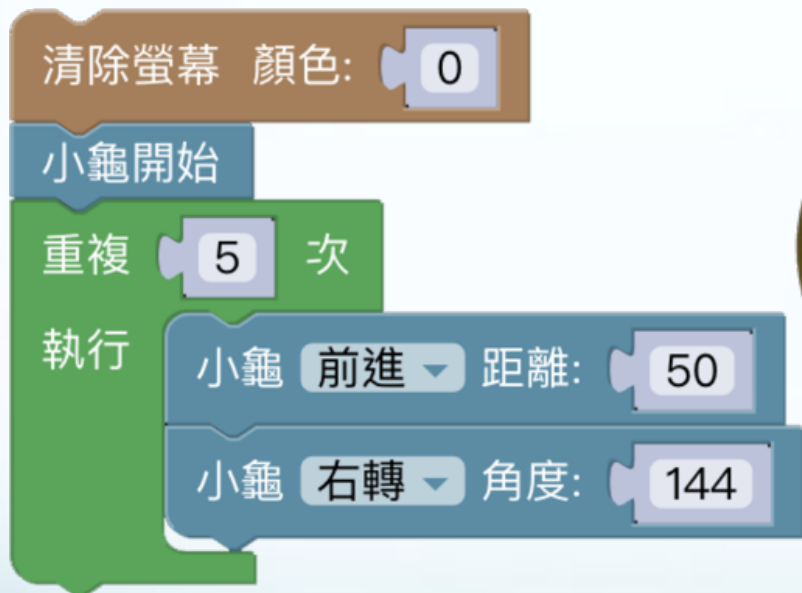 清除螢幕 顏色: 0
小龜開始
重複 5 次
執行
小龜 前進 距離: 50
小龜 右轉 角度: 144